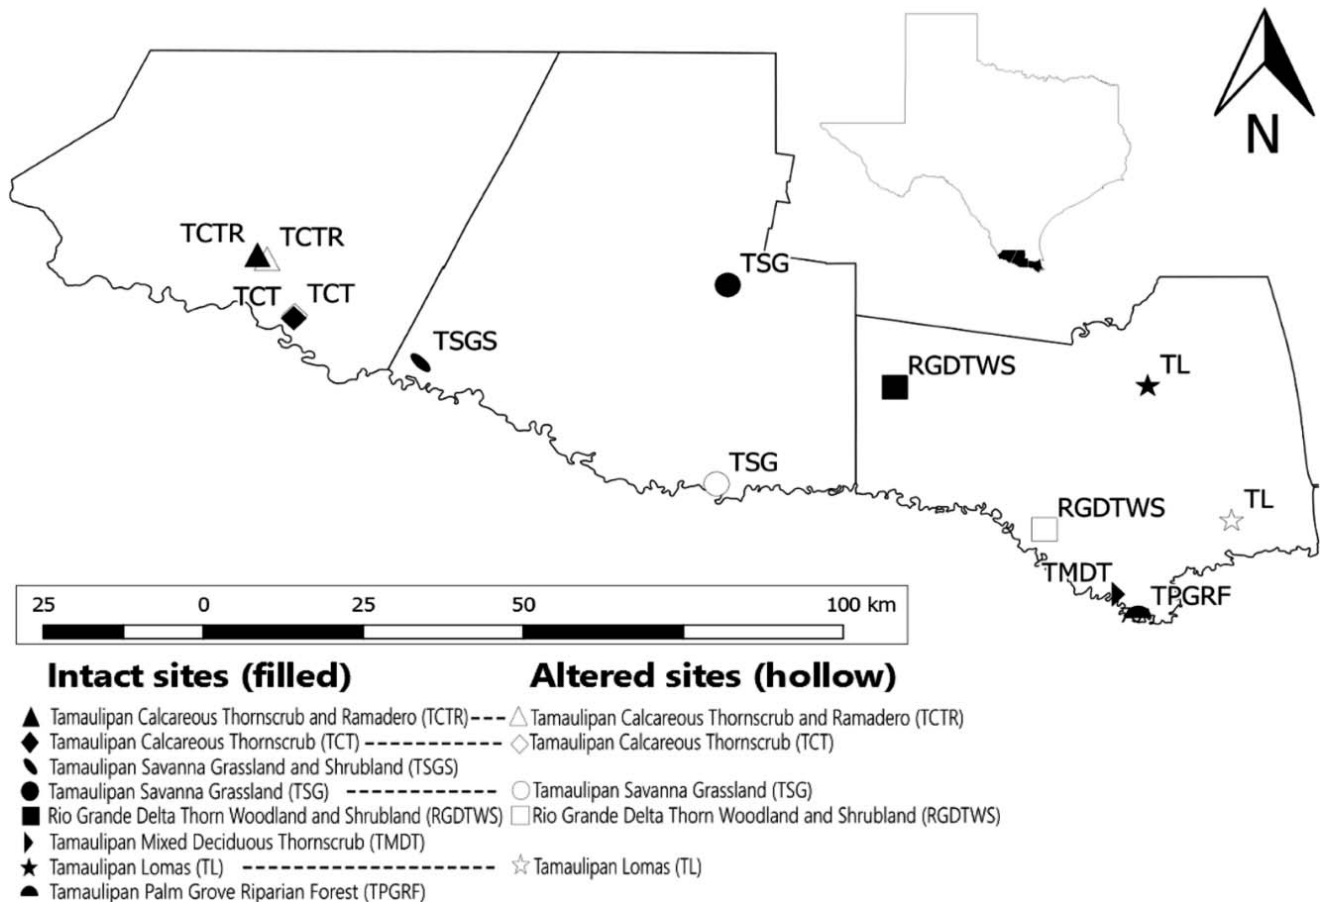 N
TCTR TCTR
TSG
TCT TCT
TSGS
RGDTWS
TL
TSG
RGDTWS
TL
TMDT
TPGRF
25 0 25 50 100 km
Intact sites (filled) Altered sites (hollow)
Tamaulipan Calcareous Thornscrub and Ramadero (TCTR) Tamaulipan Calcareous Thornscrub and Ramadero (TCTR)
Tamaulipan Calcareous Thornscrub (TCT) Tamaulipan Calcareous Thornscrub (TCT)
Tamaulipan Savanna Grassland and Shrubland (TSGS)
Tamaulipan Savanna Grassland (TSG) Tamaulipan Savanna Grassland (TSG)
Rio Grande Delta Thorn Woodland and Shrubland (RGDTWS) Rio Grande Delta Thorn Woodland and Shrubland (RGDTWS)
Tamaulipan Mixed Deciduous Thornscrub (TMDT)
Tamaulipan Lomas (TL) Tamaulipan Lomas (TL)
Tamaulipan Palm Grove Riparian Forest (TPGRF)